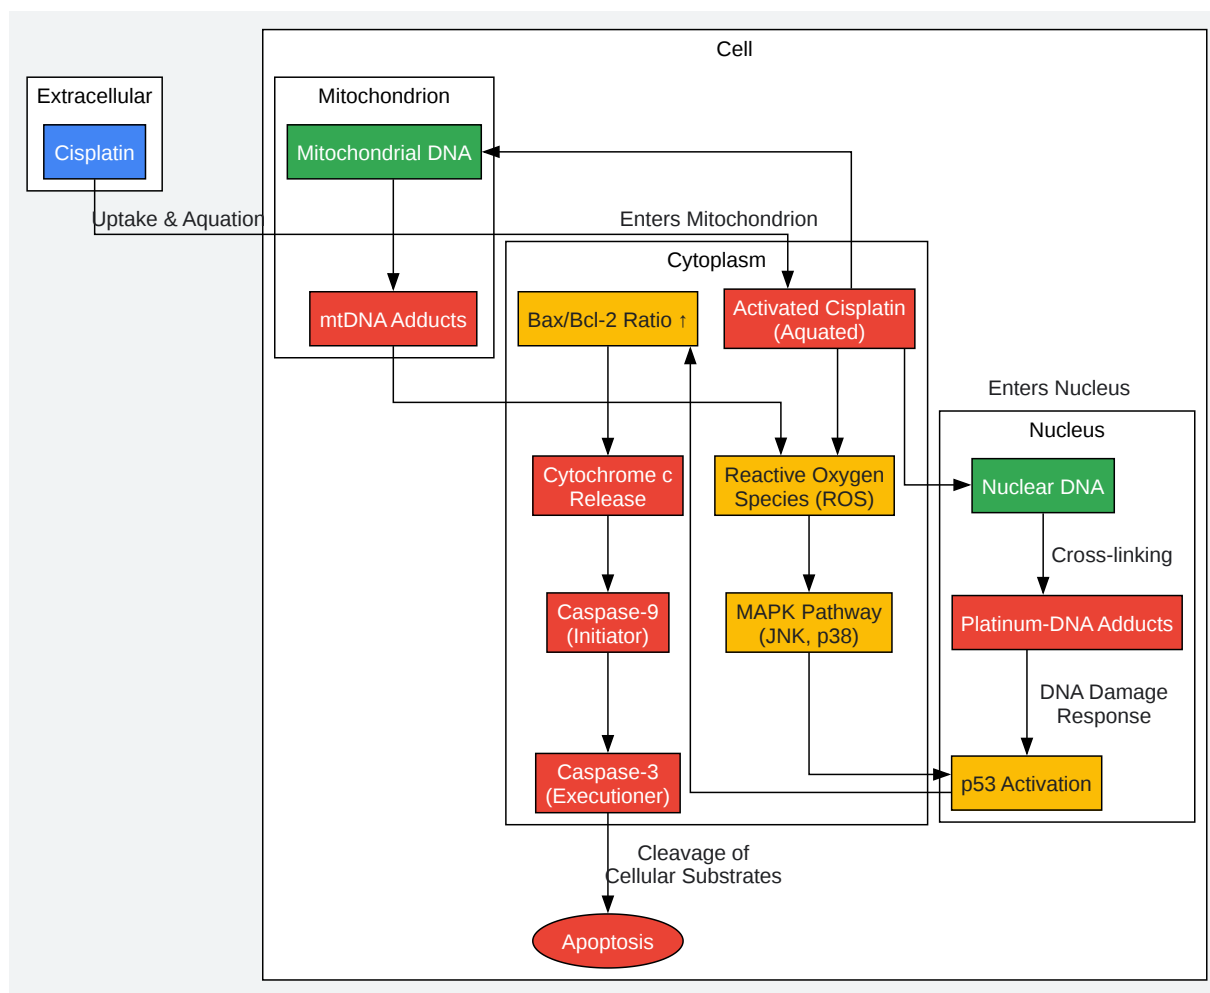 Cell
Extracellular
Mitochondrion
Cisplatin
Mitochondrial DNA
Uptake & Aquation
Enters Mitochondrion
Cytoplasm
mtDNA Adducts
Bax/Bcl-2 Ratio ↑
Activated Cisplatin
(Aquated)
Enters Nucleus
Nucleus
Cytochrome c
Release
Reactive Oxygen
Species (ROS)
Nuclear DNA
Cross-linking
Caspase-9
(Initiator)
MAPK Pathway
(JNK, p38)
Platinum-DNA Adducts
DNA Damage
Response
Caspase-3
(Executioner)
p53 Activation
Cleavage of
Cellular Substrates
Apoptosis